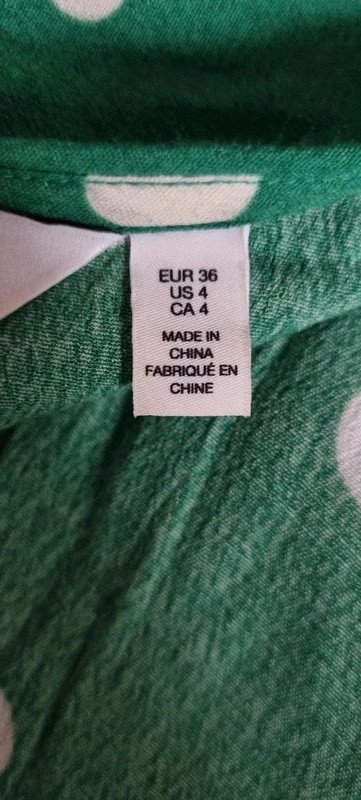 EUR 36
US 4
CA 4
MADE IN
CHINA
FABRIQUÉ EN
CHINE